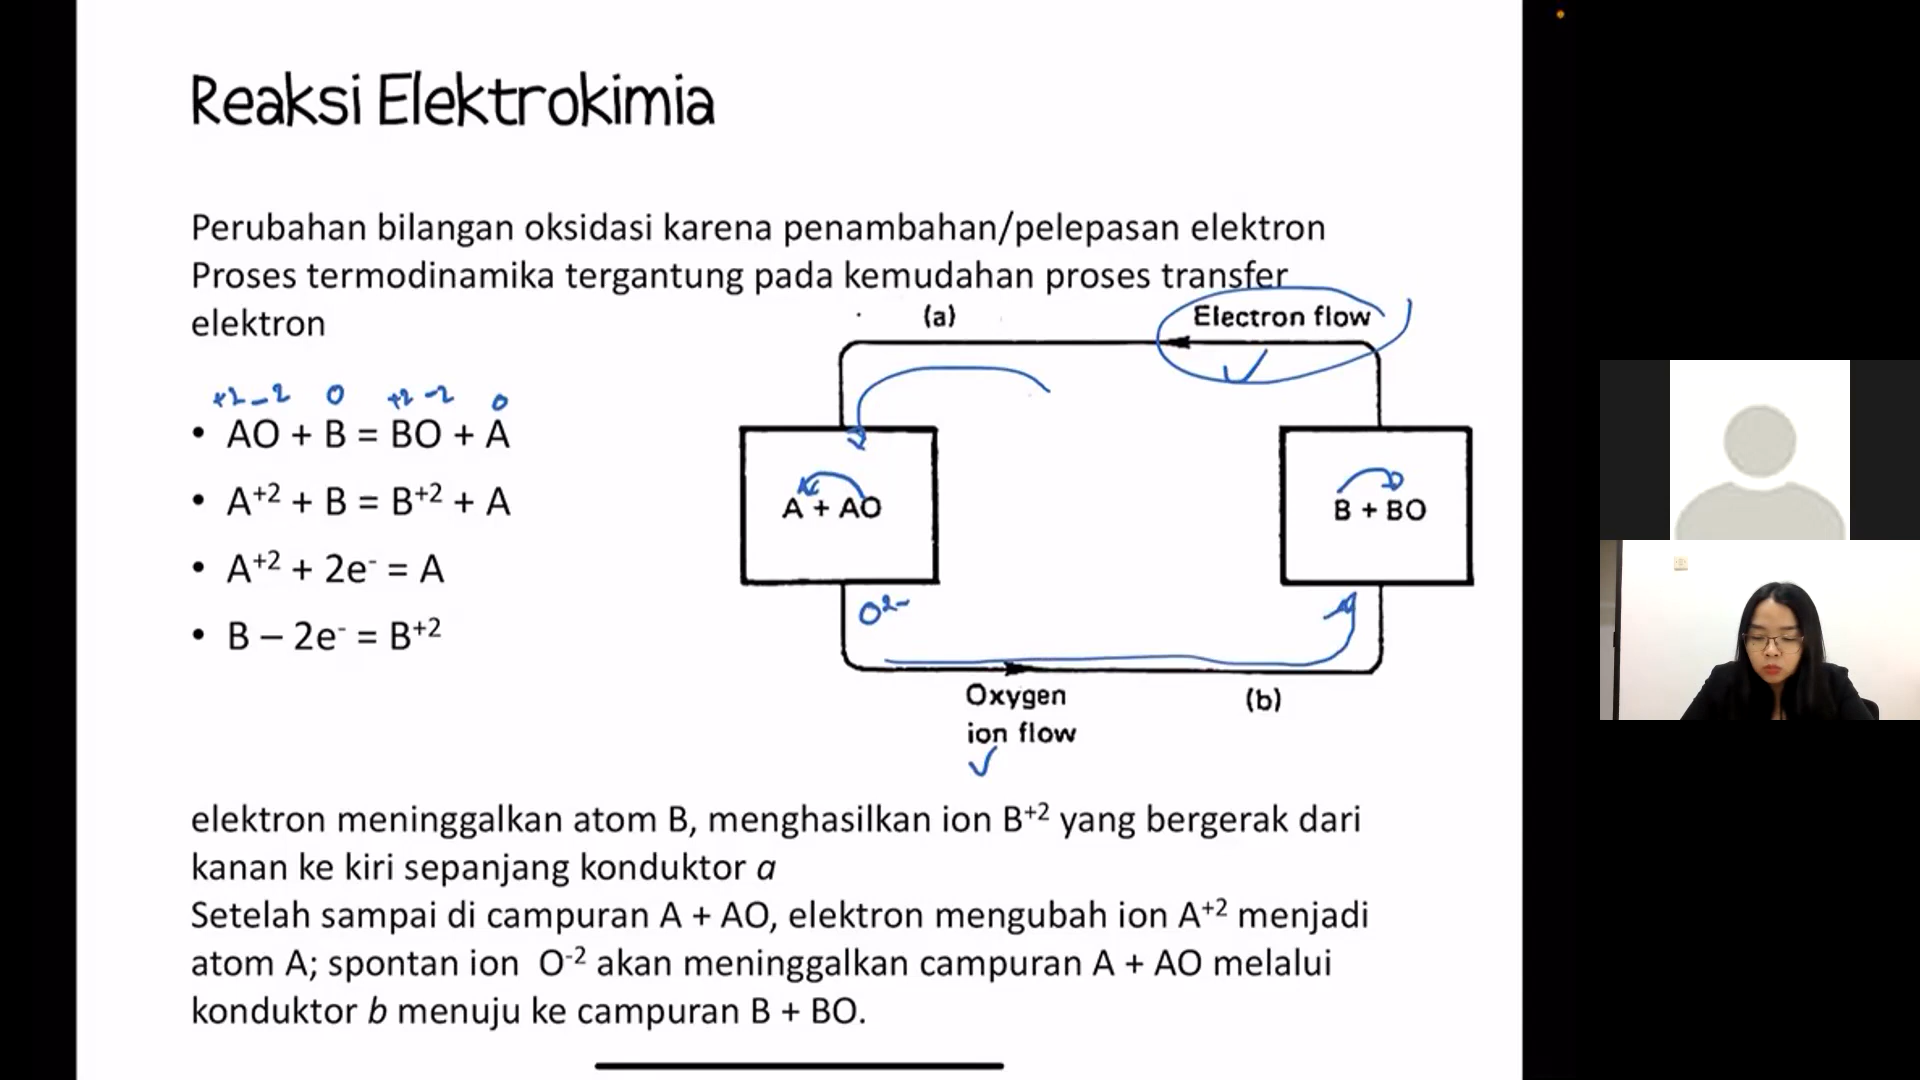 Reaksi Elektrokimia
Perubahan bilangan oksidasi karena penambahan/pelepasan elektron
Proses termodinamika tergantung pada kemudahan proses transfer
elektron
(a)
Electron flow
+2 -2 0 +2 -2 0
• AO + B = BO + A
• A⁺² + B = B⁺² + A
• A⁺² + 2e⁻ = A
• B – 2e⁻ = B⁺²
A + AO
B + BO
O²⁻
Oxygen
ion flow
(b)
elektron meninggalkan atom B, menghasilkan ion B⁺² yang bergerak dari
kanan ke kiri sepanjang konduktor a
Setelah sampai di campuran A + AO, elektron mengubah ion A⁺² menjadi
atom A; spontan ion O⁻² akan meninggalkan campuran A + AO melalui
konduktor b menuju ke campuran B + BO.